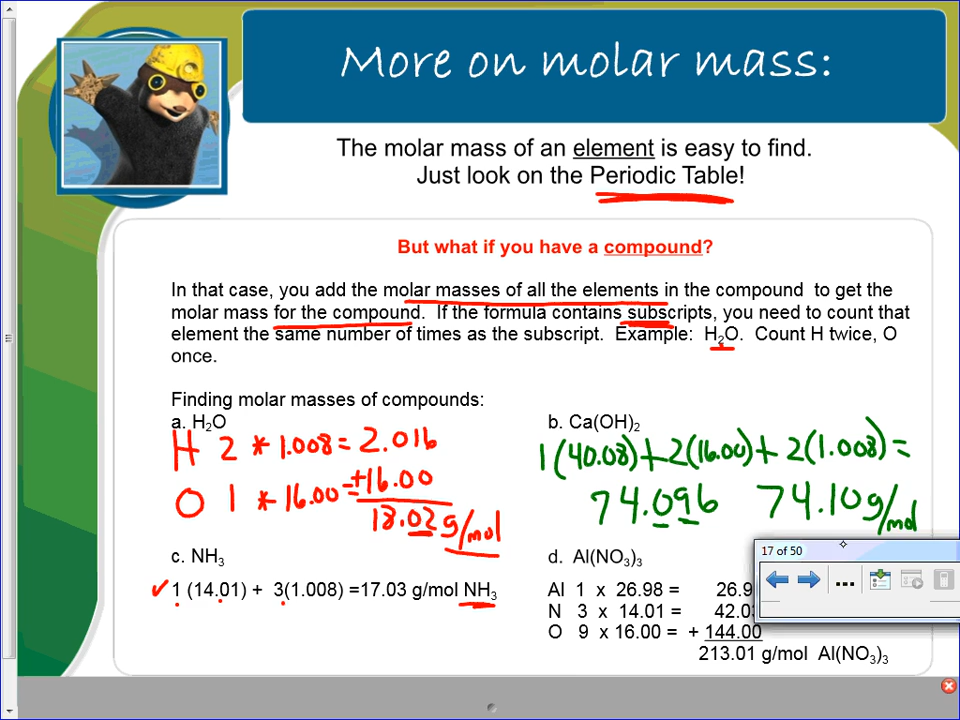 More on molar mass:
The molar mass of an element is easy to find.
Just look on the Periodic Table!
But what if you have a compound?
In that case, you add the molar masses of all the elements in the compound to get the
molar mass for the compound. If the formula contains subscripts, you need to count that
element the same number of times as the subscript. Example: H₂O. Count H twice, O
once.
Finding molar masses of compounds:
a. H₂O
H 2 * 1.008 = 2.016
O 1 * 16.00 = +16.00
18.02 g/mol
b. Ca(OH)₂
1(40.08)+2(16.00)+2(1.008)=
74.096 74.10g/mol
c. NH₃
✓1 (14.01) + 3(1.008) =17.03 g/mol NH₃
d. Al(NO₃)₃
Al 1 x 26.98 = 26.9
N 3 x 14.01 = 42.03
O 9 x 16.00 = + 144.00
213.01 g/mol Al(NO₃)₃
17 of 50